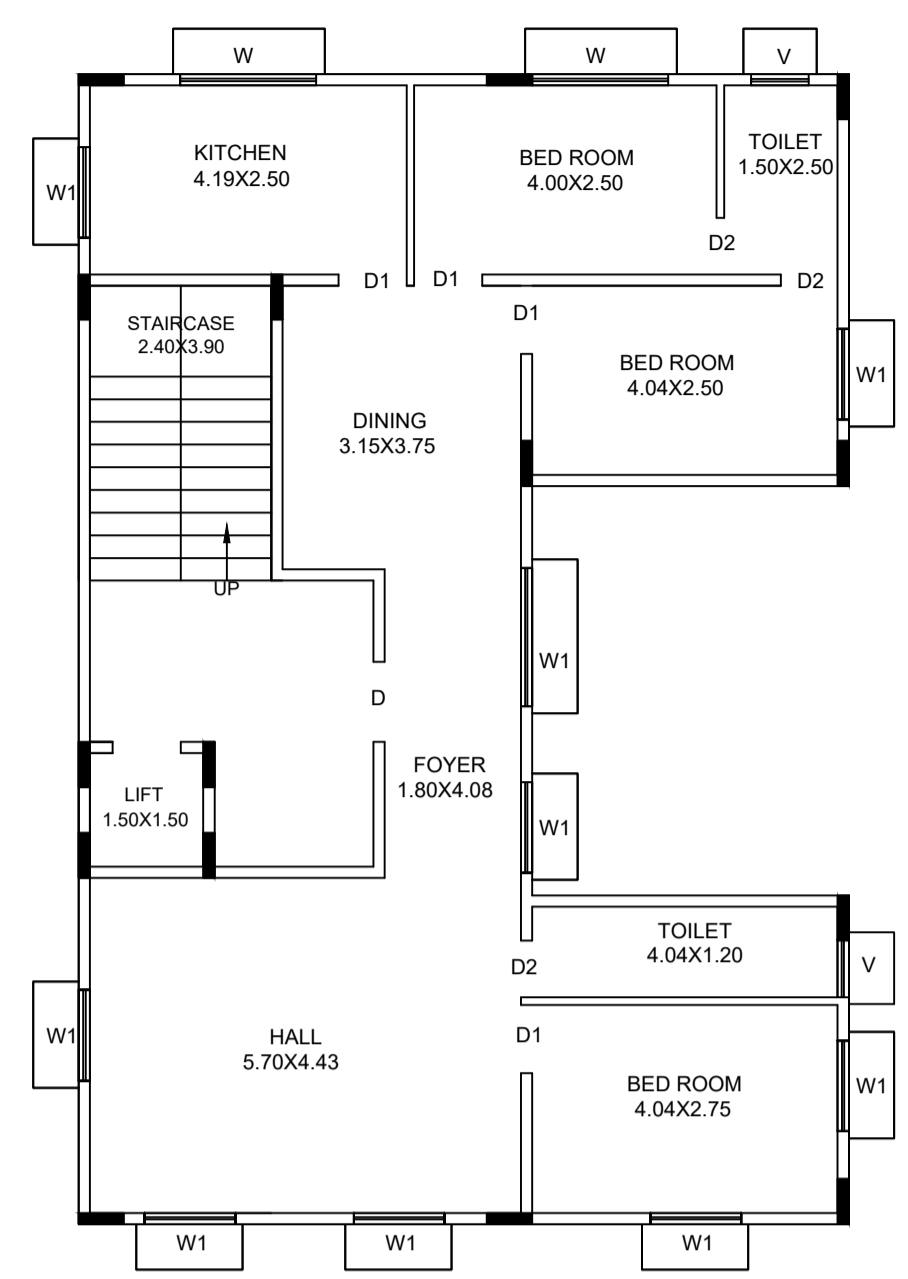 W
W
V
KITCHEN
4.19X2.50
BED ROOM
4.00X2.50
TOILET
1.50X2.50
W1
D2
D1
D1
D2
D1
STAIRCASE
2.40X3.90
BED ROOM
4.04X2.50
W1
DINING
3.15X3.75
UP
W1
D
FOYER
1.80X4.08
LIFT
1.50X1.50
W1
TOILET
4.04X1.20
D2
V
HALL
5.70X4.43
W1
D1
BED ROOM
4.04X2.75
W1
W1
W1
W1